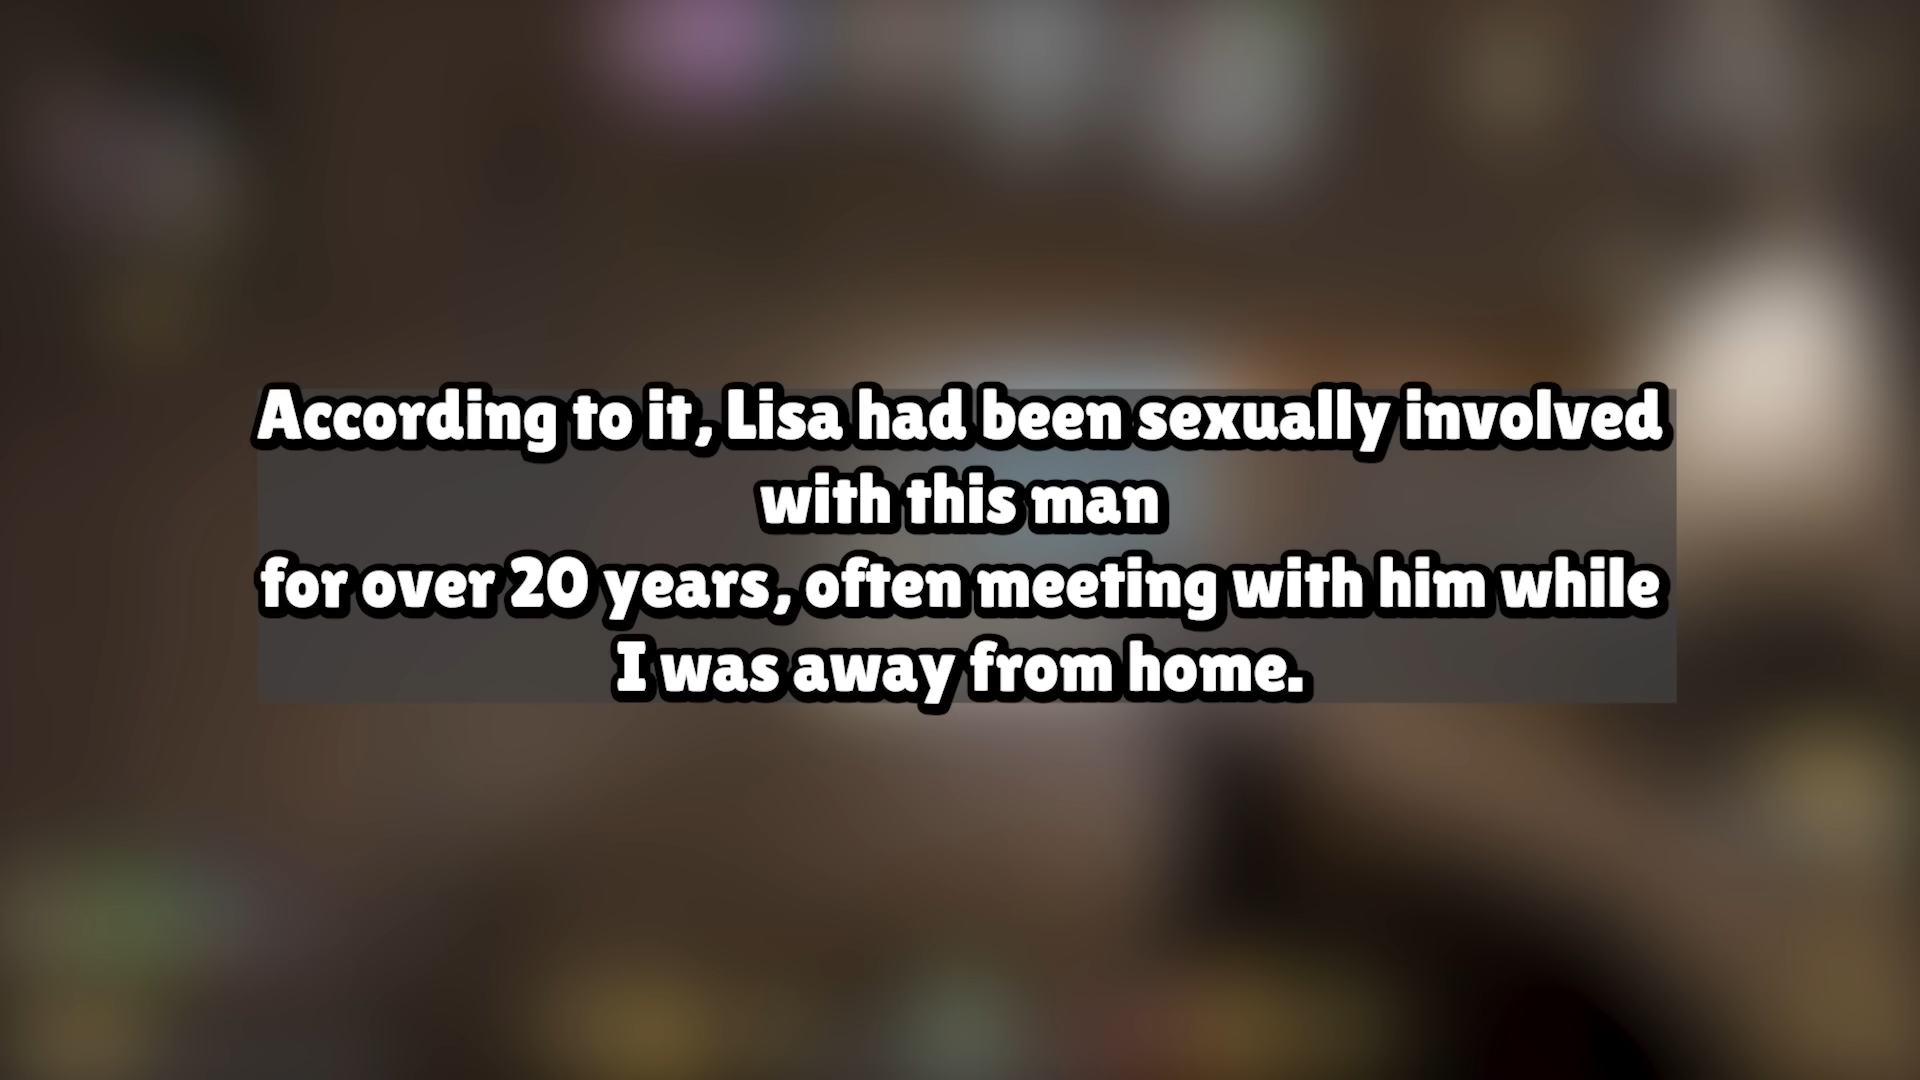 According to it, Lisa had been sexually involved
with this man
for over 20 years, often meeting with him while
I was away from home.